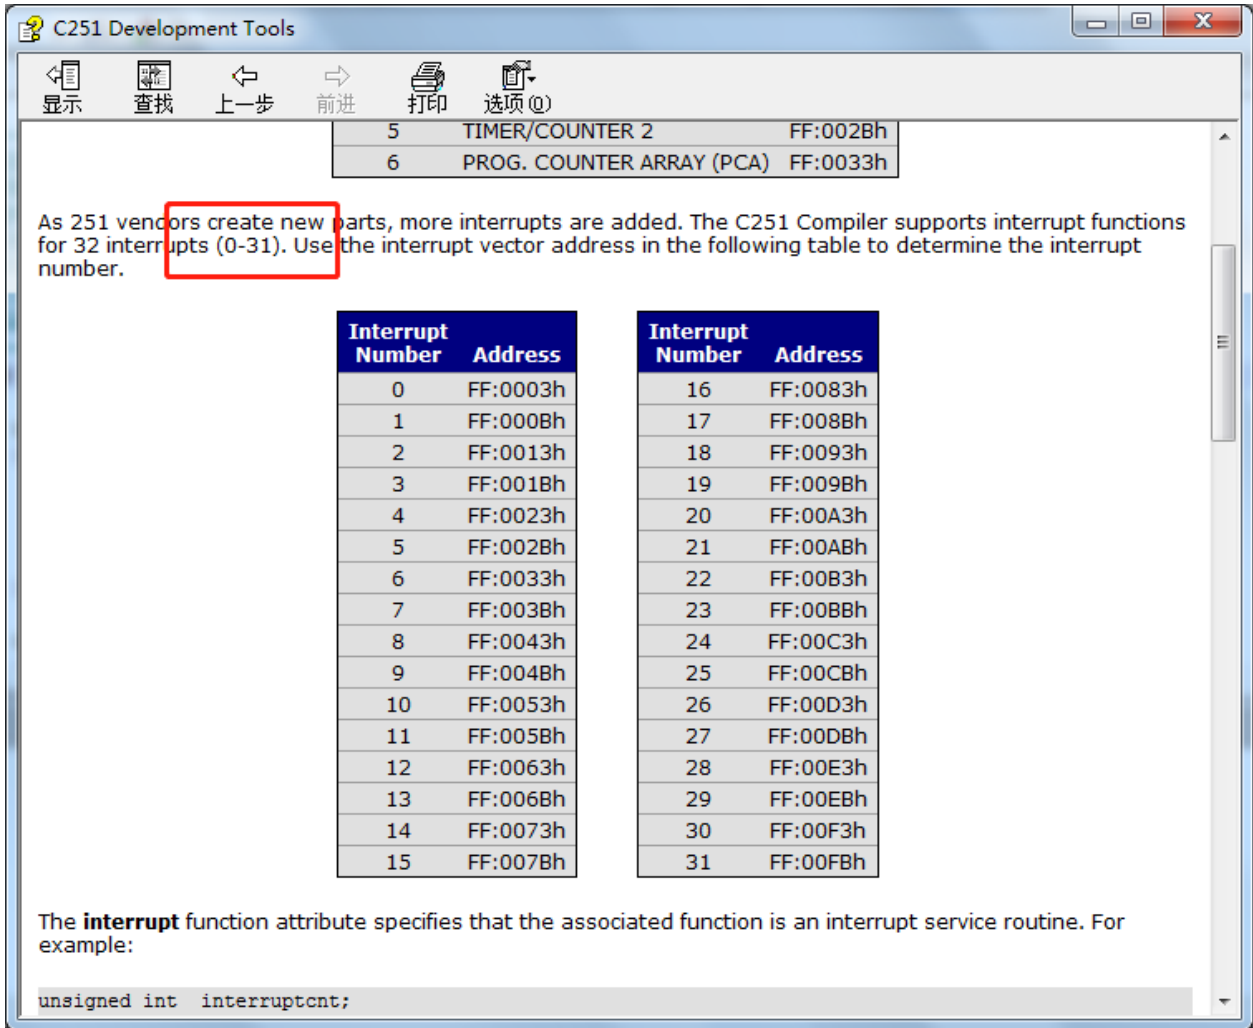 C251 Development Tools
显示 查找 上一步 前进 打印 选项(O)
5 TIMER/COUNTER 2 FF:002Bh
6 PROG. COUNTER ARRAY (PCA) FF:0033h
As 251 vendors create new parts, more interrupts are added. The C251 Compiler supports interrupt functions
for 32 interrupts (0-31). Use the interrupt vector address in the following table to determine the interrupt
number.
Interrupt Number Address Interrupt Number Address
0 FF:0003h 16 FF:0083h
1 FF:000Bh 17 FF:008Bh
2 FF:0013h 18 FF:0093h
3 FF:001Bh 19 FF:009Bh
4 FF:0023h 20 FF:00A3h
5 FF:002Bh 21 FF:00ABh
6 FF:0033h 22 FF:00B3h
7 FF:003Bh 23 FF:00BBh
8 FF:0043h 24 FF:00C3h
9 FF:004Bh 25 FF:00CBh
10 FF:0053h 26 FF:00D3h
11 FF:005Bh 27 FF:00DBh
12 FF:0063h 28 FF:00E3h
13 FF:006Bh 29 FF:00EBh
14 FF:0073h 30 FF:00F3h
15 FF:007Bh 31 FF:00FBh
The interrupt function attribute specifies that the associated function is an interrupt service routine. For
example:
unsigned int interruptcnt;